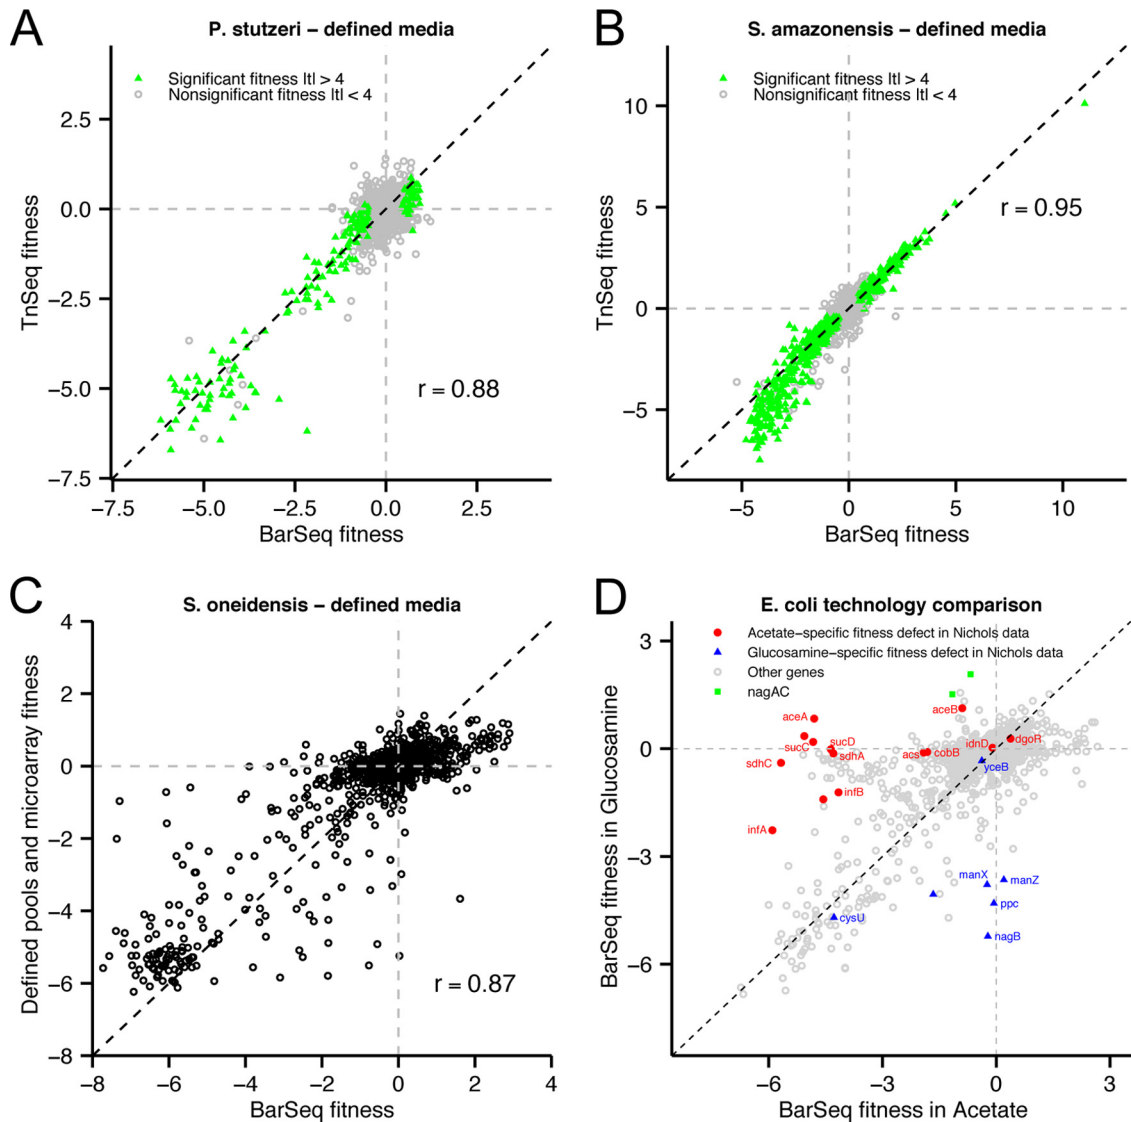 A
P. stutzeri – defined media
Significant fitness |t| > 4
Nonsignificant fitness |t| < 4
2.5
0.0
−2.5
−5.0
−7.5
TnSeq fitness
r = 0.88
−7.5 −5.0 −2.5 0.0 2.5
BarSeq fitness
B
S. amazonensis – defined media
Significant fitness |t| > 4
Nonsignificant fitness |t| < 4
10
5
0
−5
TnSeq fitness
r = 0.95
−5 0 5 10
BarSeq fitness
C
S. oneidensis – defined media
4
2
0
−2
−4
−6
−8
Defined pools and microarray fitness
r = 0.87
−8 −6 −4 −2 0 2 4
BarSeq fitness
D
E. coli technology comparison
Acetate−specific fitness defect in Nichols data
Glucosamine−specific fitness defect in Nichols data
Other genes
nagAC
3
0
−3
−6
BarSeq fitness in Glucosamine
aceA
aceB
sucC
sucD
idnD
dgoR
sdhC
sdhA
acs
cobB
yceB
infB
infA
manX
manZ
ppc
cysU
nagB
−6 −3 0 3
BarSeq fitness in Acetate